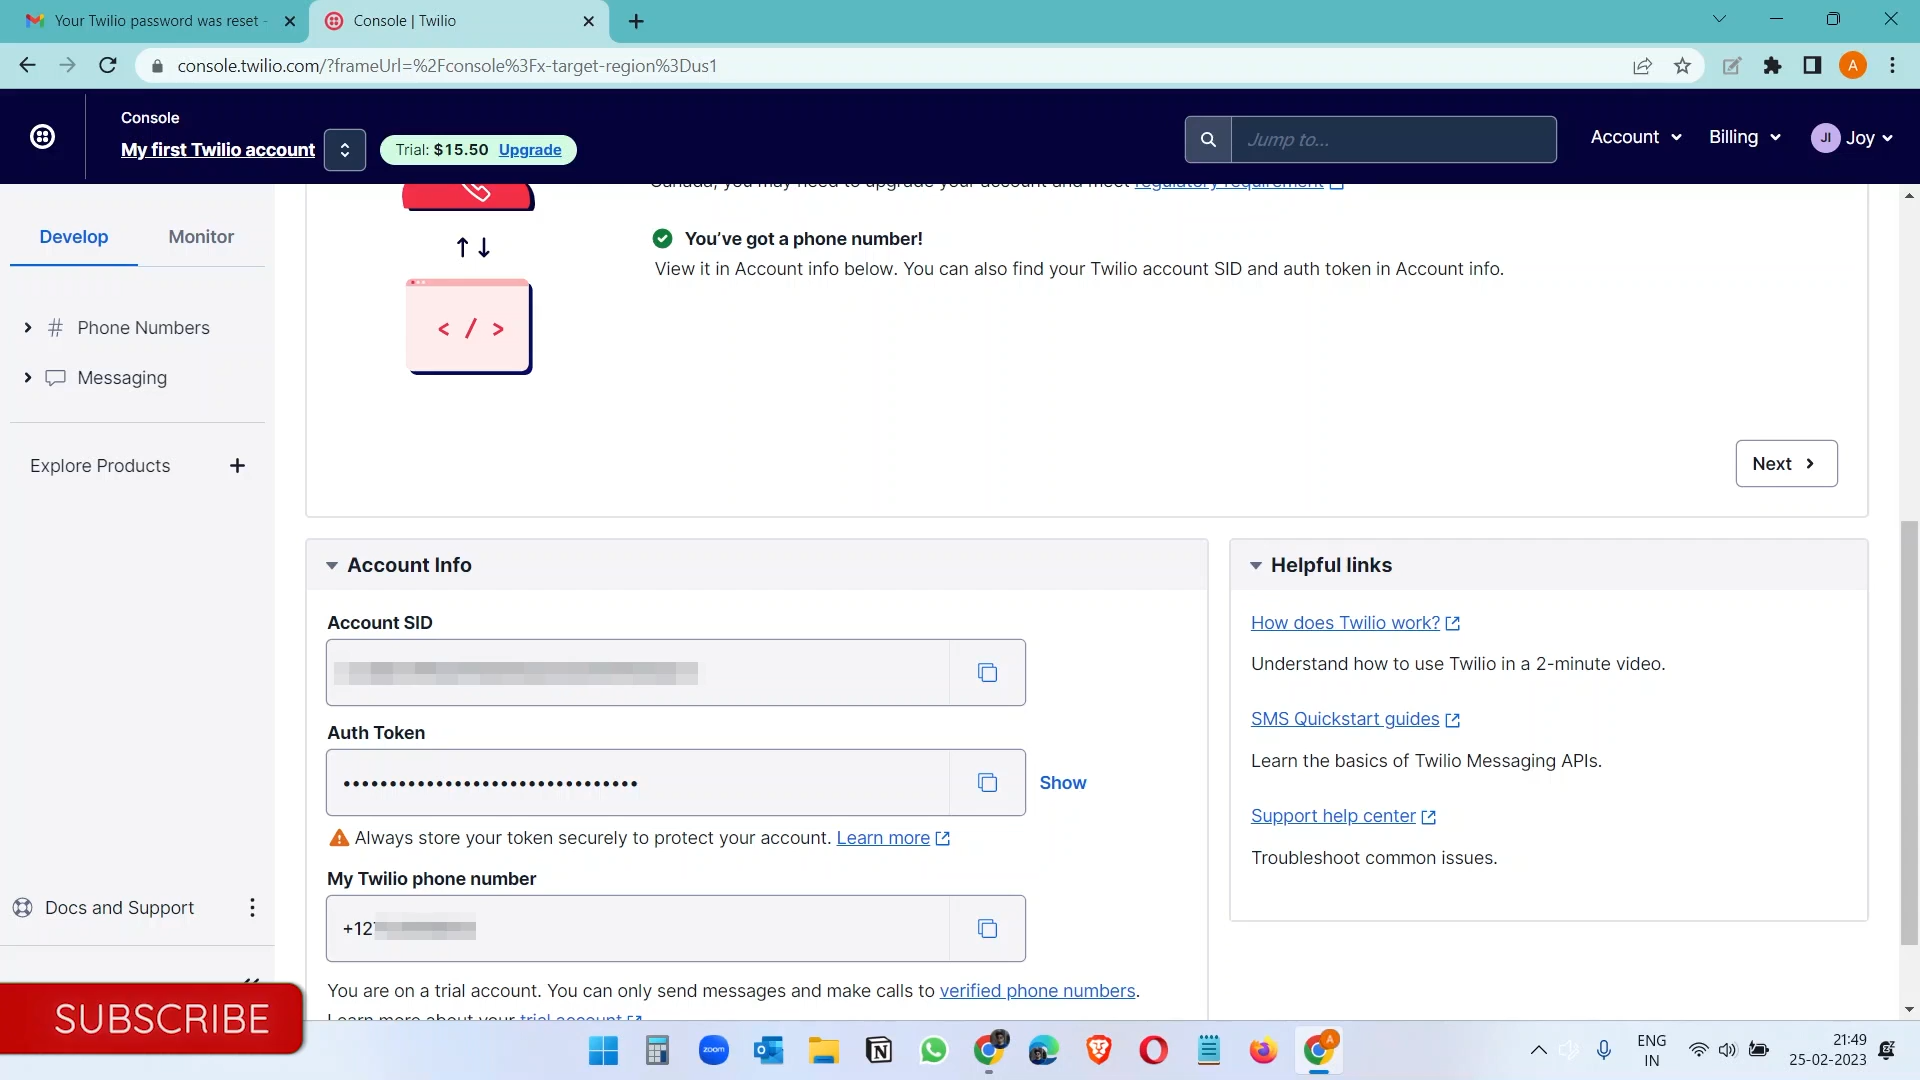 Your Twilio password was reset -
Console | Twilio
console.twilio.com/?frameUrl=%2Fconsole%3Fx-target-region%3Dus1
A
Console
My first Twilio account
Trial: $15.50 Upgrade
Jump to...
Account
Billing
JI
Joy
Develop
Monitor
Phone Numbers
Messaging
Explore Products
Docs and Support
Canada, you may need to upgrade your account and meet regulatory requirement
You've got a phone number!
View it in Account info below. You can also find your Twilio account SID and auth token in Account info.
< / >
Next
Account Info
Account SID
Auth Token
••••••••••••••••••••••••••••••••
Show
Always store your token securely to protect your account. Learn more
My Twilio phone number
+12
You are on a trial account. You can only send messages and make calls to verified phone numbers.
Learn more about your trial account
Helpful links
How does Twilio work?
Understand how to use Twilio in a 2-minute video.
SMS Quickstart guides
Learn the basics of Twilio Messaging APIs.
Support help center
Troubleshoot common issues.
SUBSCRIBE
zoom
A
ENG
IN
21:49
25-02-2023